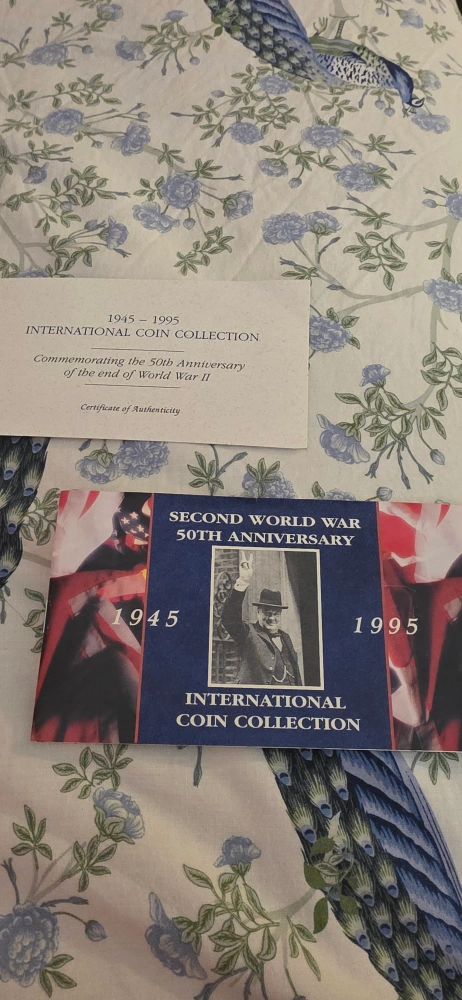 1945 – 1995
INTERNATIONAL COIN COLLECTION
Commemorating the 50th Anniversary
of the end of World War II
Certificate of Authenticity
SECOND WORLD WAR
50TH ANNIVERSARY
1945
1995
INTERNATIONAL
COIN COLLECTION